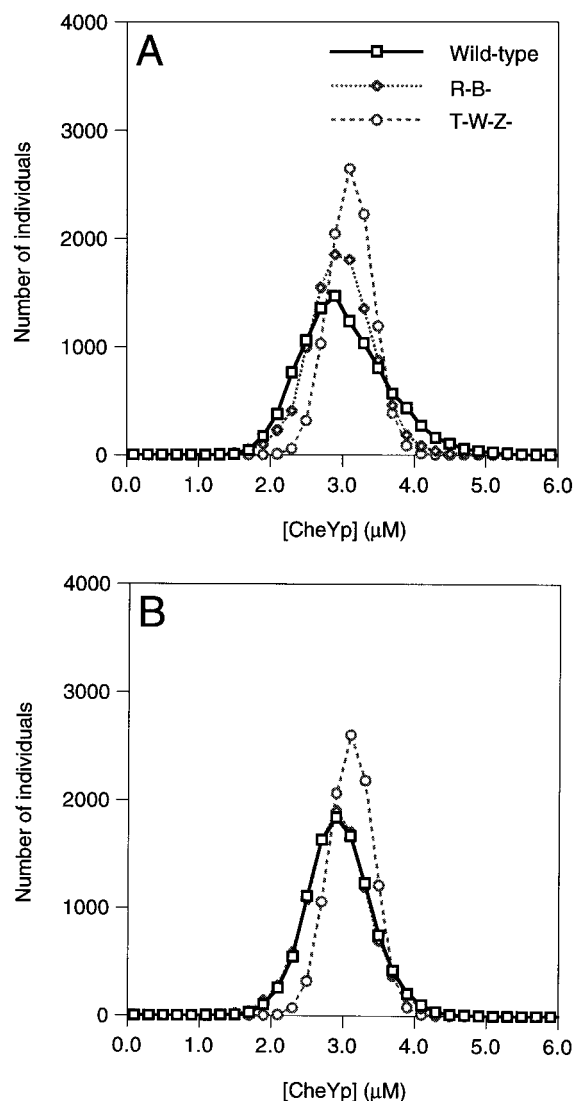 A
4000
3000
2000
1000
0
Number of individuals
Wild-type
R-B-
T-W-Z-
0.0 1.0 2.0 3.0 4.0 5.0 6.0
[CheYp] (μM)
B
4000
3000
2000
1000
0
Number of individuals
0.0 1.0 2.0 3.0 4.0 5.0 6.0
[CheYp] (μM)